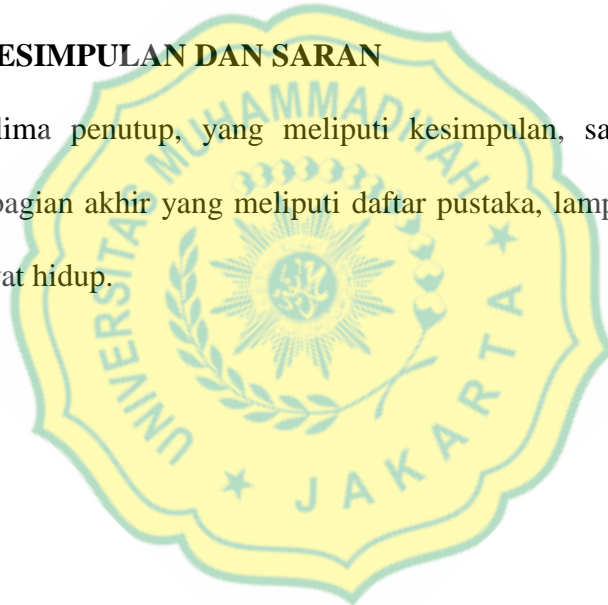 ESIMPULAN DAN SARAN
lima penutup, yang meliputi kesimpulan, sa
bagian akhir yang meliputi daftar pustaka, lamp
at hidup.
UNIVERSITAS MUHAMMADIYAH
★ JAKARTA ★